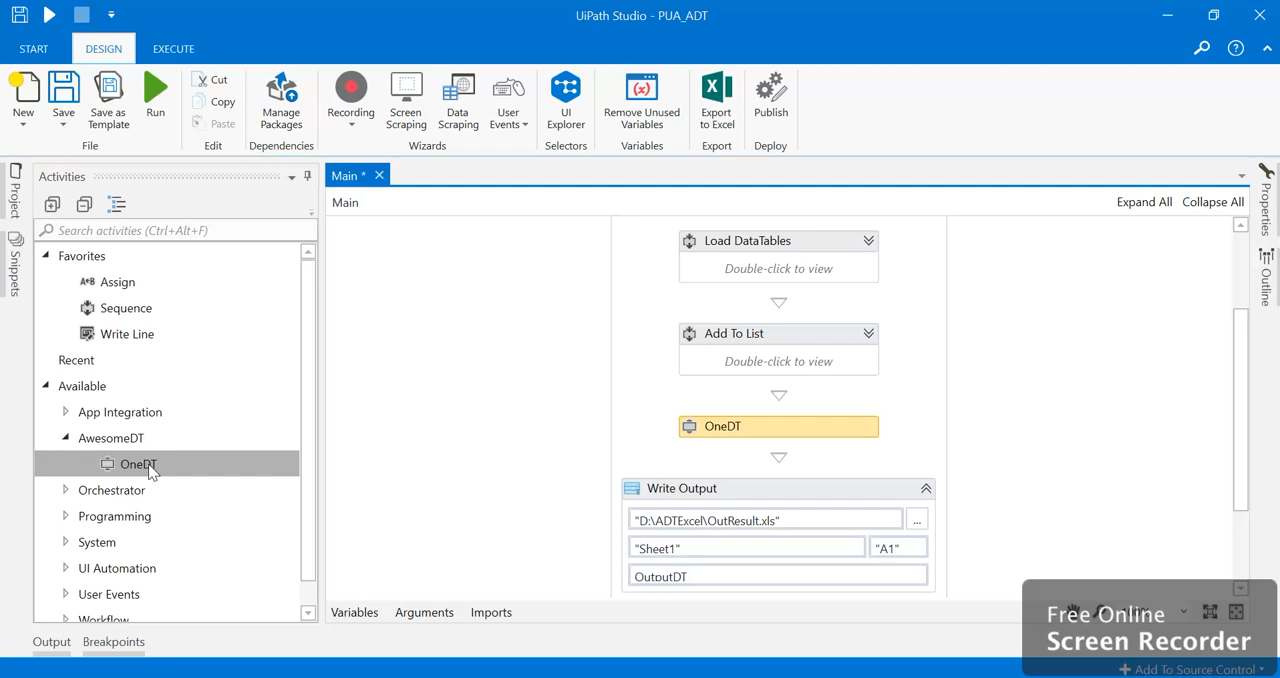 UiPath Studio - PUA_ADT
START DESIGN EXECUTE
New
Save
Save as Template
Run
Cut
Copy
Paste
Manage Packages
Recording
Screen Scraping
Data Scraping
User Events
UI Explorer
Remove Unused Variables
Export to Excel
Publish
File Edit Dependencies Wizards Selectors Variables Export Deploy
Project
Snippets
Activities
Search activities (Ctrl+Alt+F)
Favorites
Assign
Sequence
Write Line
Recent
Available
App Integration
AwesomeDT
OneDT
Orchestrator
Programming
System
UI Automation
User Events
Workflow
Main *
Main
Expand All Collapse All
Load DataTables
Double-click to view
Add To List
Double-click to view
OneDT
Write Output
"D:\ADTExcel\OutResult.xls" ...
"Sheet1" "A1"
OutputDT
Variables Arguments Imports
Properties
Outline
Output Breakpoints
Free Online
Screen Recorder
Add To Source Control